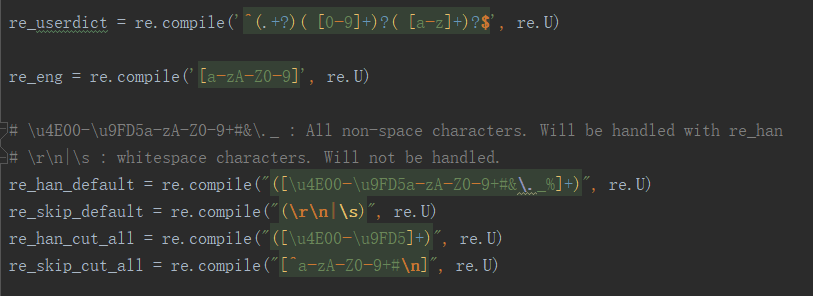 re_userdict = re.compile('^(.+?)( [0-9]+)?( [a-z]+)?$', re.U)
re_eng = re.compile('[a-zA-Z0-9]', re.U)
# \u4E00-\u9FD5a-zA-Z0-9+#&\._ : All non-space characters. Will be handled with re_han
# \r\n|\s : whitespace characters. Will not be handled.
re_han_default = re.compile("([\u4E00-\u9FD5a-zA-Z0-9+#&\._%]+)", re.U)
re_skip_default = re.compile("(\r\n|\s)", re.U)
re_han_cut_all = re.compile("([\u4E00-\u9FD5]+)", re.U)
re_skip_cut_all = re.compile("[^a-zA-Z0-9+#\n]", re.U)